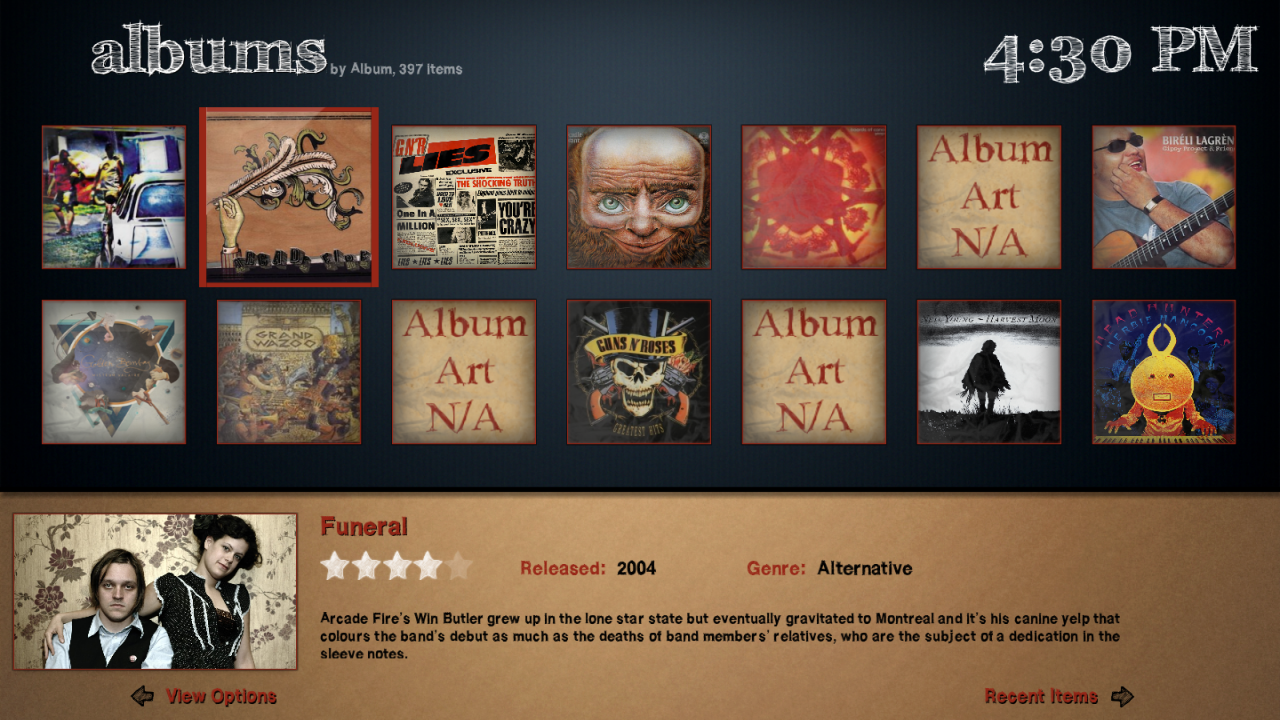 albums by Album, 397 Items
4:30 PM
GN'R
LIES
EXCLUSIVE
THE SHOCKING TRUTH
One In A
MILLION
YOU'RE
CRAZY
LIES ★ LIES ★ LIES
Album
Art
N/A
BIRÉLI LAGRÈN
GRAND
WAZOO
Album
Art
N/A
GUNS N' ROSES
GREATEST HITS
Album
Art
N/A
NEIL YOUNG ~ HARVEST MOON
HEAD HUNTERS
HERBIE HANCOCK
Funeral
Released: 2004
Genre: Alternative
Arcade Fire's Win Butler grew up in the lone star state but eventually gravitated to Montreal and it's his canine yelp that
colours the band's debut as much as the deaths of band members' relatives, who are the subject of a dedication in the
sleeve notes.
View Options
Recent Items